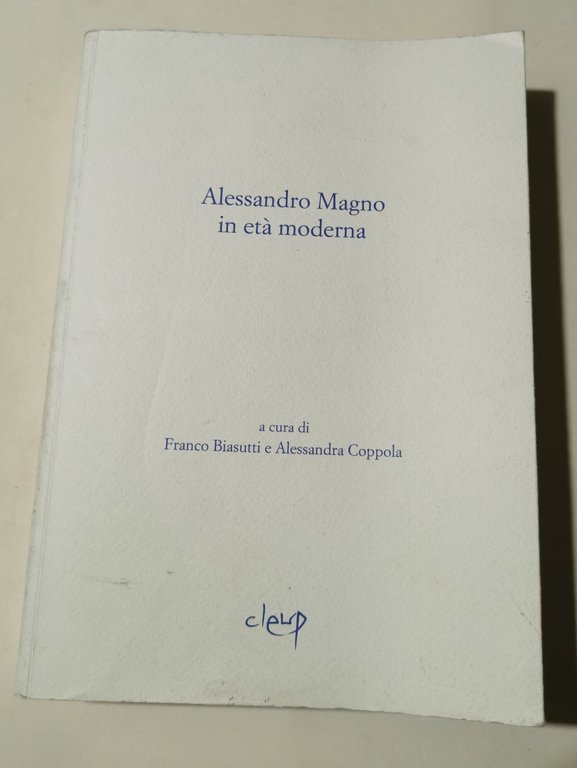 Alessandro Magno
in età moderna
a cura di
Franco Biasutti e Alessandra Coppola
cleup